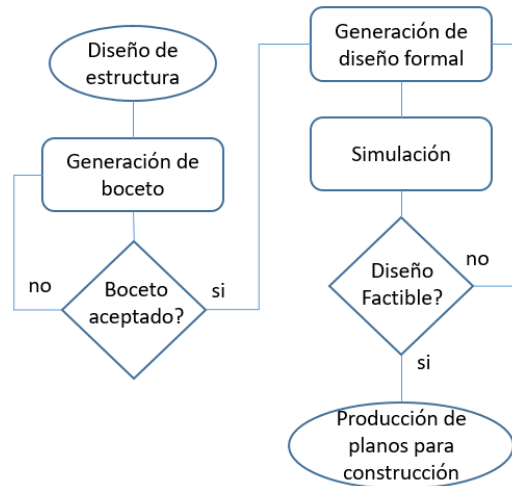 Diseño de
estructura
Generación de
boceto
Boceto
aceptado?
no
si
Generación de
diseño formal
Simulación
Diseño
Factible?
no
si
Producción de
planos para
construcción